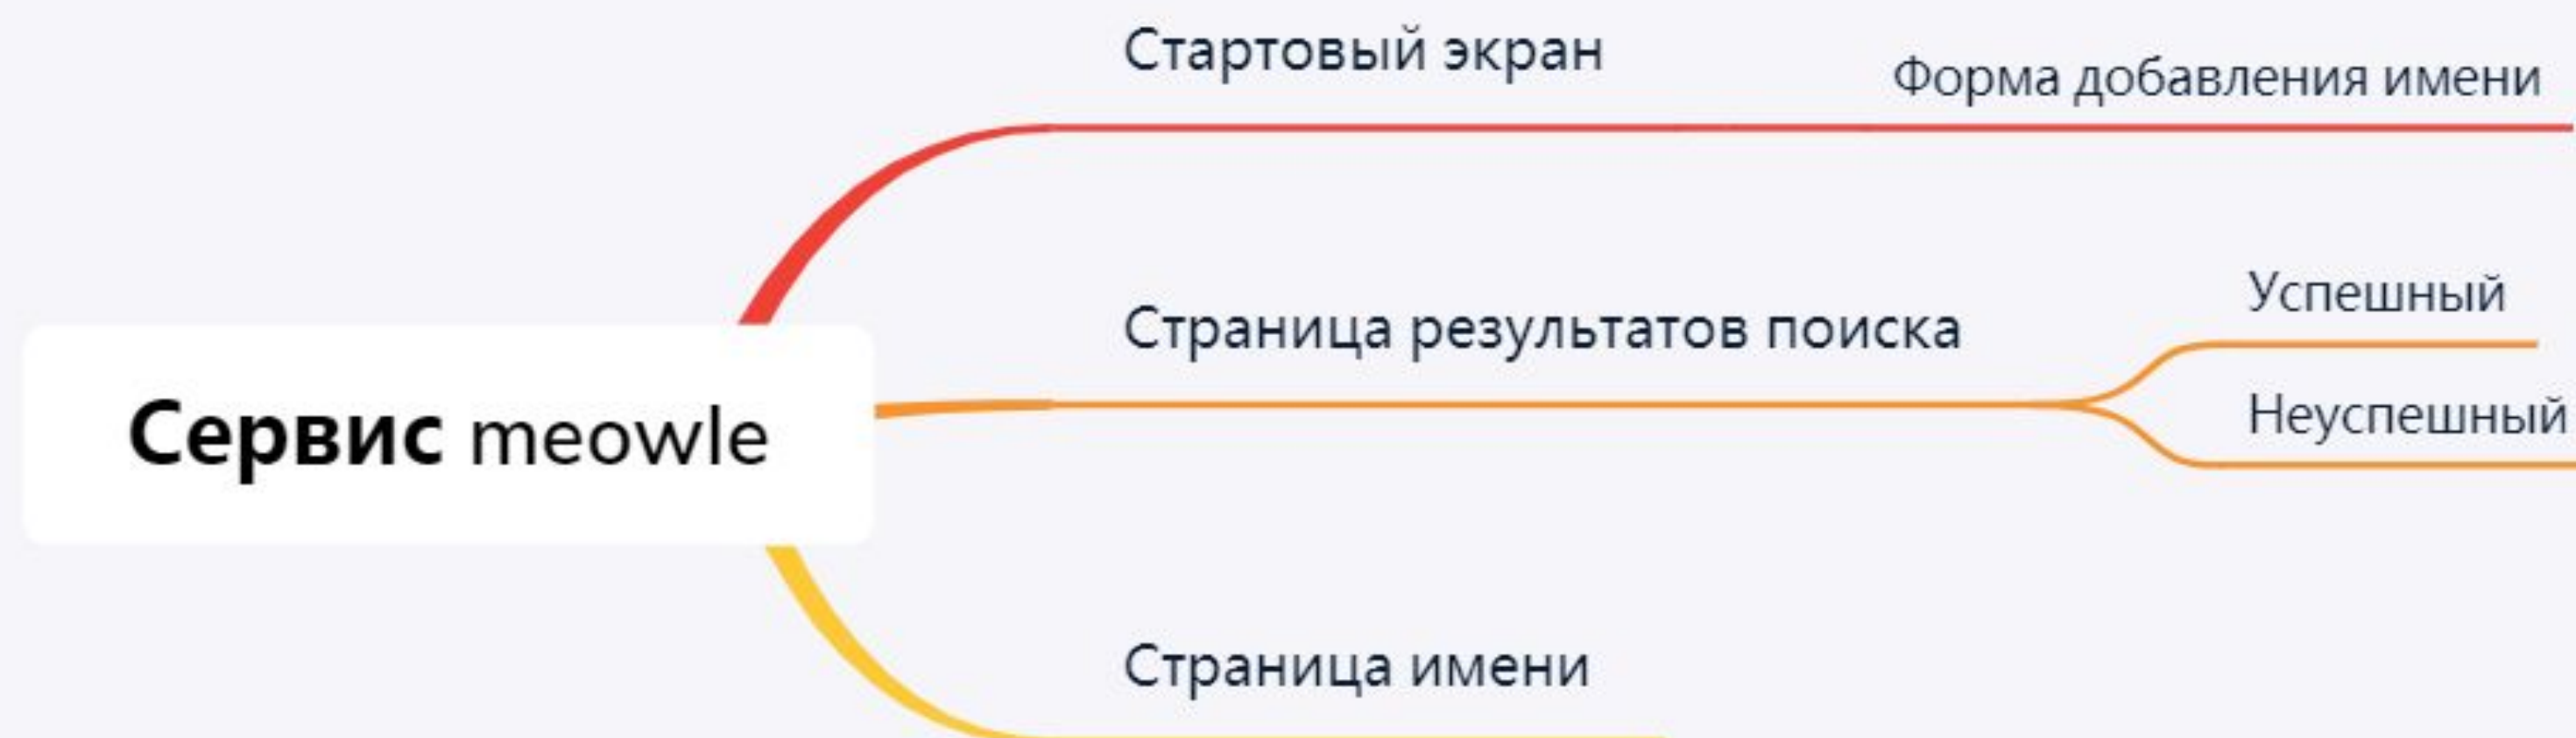 Стартовый экран
Форма добавления имени
Страница результатов поиска
Успешный
Неуспешный
Сервис meowle
Страница имени